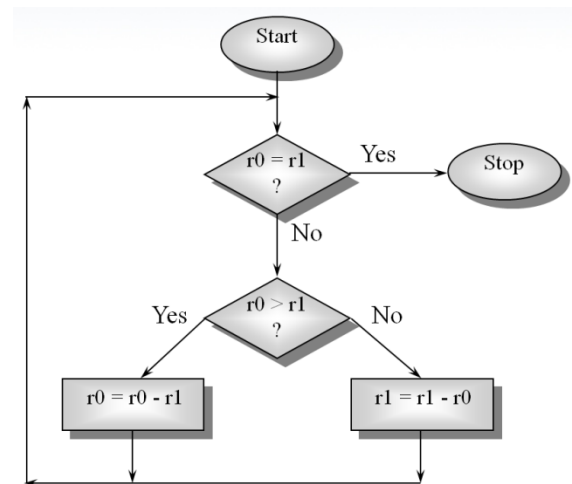 Start
r0 = r1
?
Yes
Stop
No
r0 > r1
?
Yes
No
r0 = r0 - r1
r1 = r1 - r0